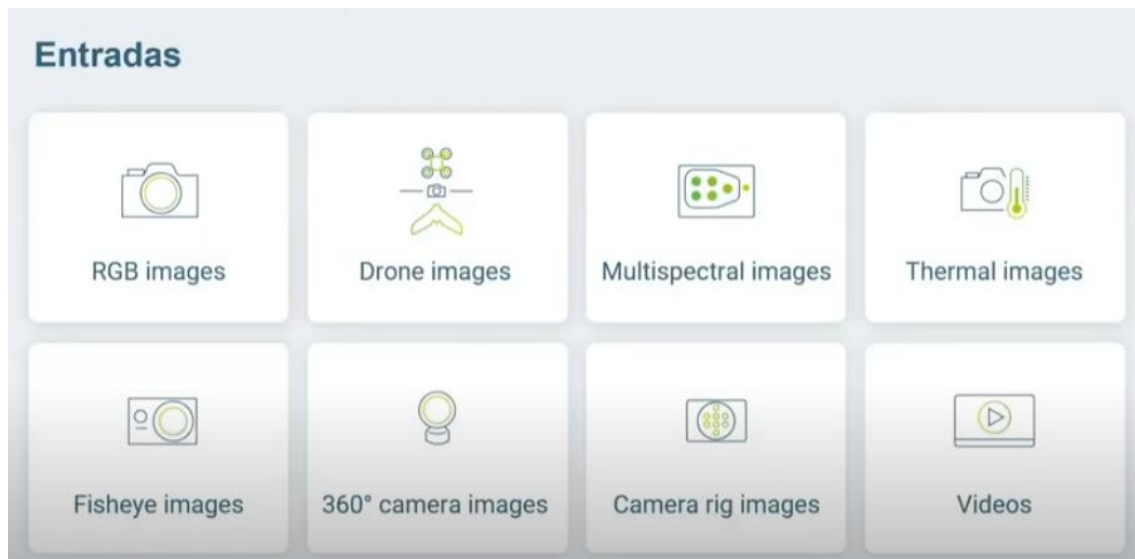 Entradas
RGB images
Drone images
Multispectral images
Thermal images
Fisheye images
360° camera images
Camera rig images
Videos